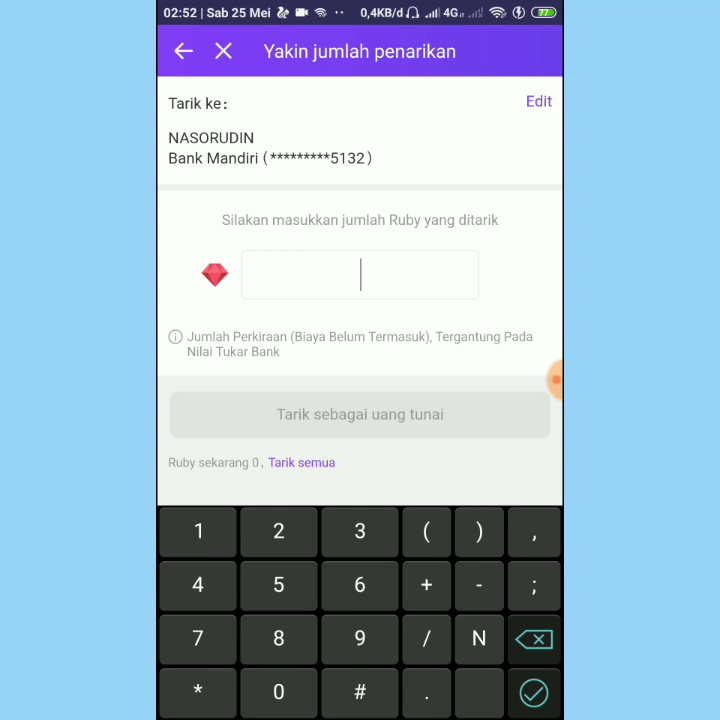 02:52 | Sab 25 Mei ·· 0,4KB/d 4G 77
Yakin jumlah penarikan
Tarik ke:
Edit
NASORUDIN
Bank Mandiri (*********5132)
Silakan masukkan jumlah Ruby yang ditarik
Jumlah Perkiraan (Biaya Belum Termasuk), Tergantung Pada
Nilai Tukar Bank
Tarik sebagai uang tunai
Ruby sekarang 0, Tarik semua
1 2 3 ( ) ,
4 5 6 + - ;
7 8 9 / N
* 0 # .